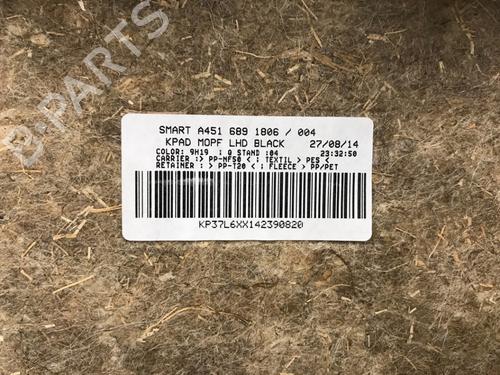 B-PARTS
SMART A451 689 1806 / 004
KPAD MOPF LHD BLACK 27/08/14
COLOR: 9H19 ; Q STAND :04 23:32:50
CARRIER :> PP-NF50 < ; TEXTIL > PES <
RETAINER : > PP-T20 < ; FLEECE > PP/PET
KP37L6XX142390820